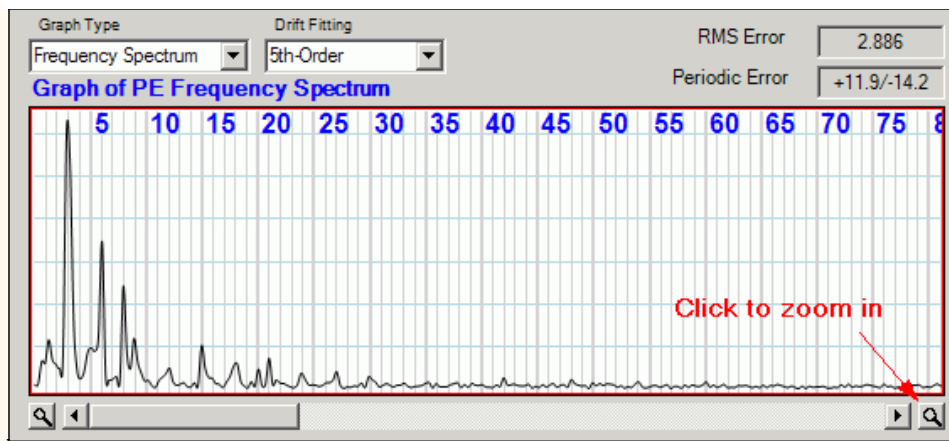 Graph Type
Drift Fitting
RMS Error
2.886
Frequency Spectrum
5th-Order
Periodic Error
+11.9/-14.2
Graph of PE Frequency Spectrum
5 10 15 20 25 30 35 40 45 50 55 60 65 70 75 8
Click to zoom in